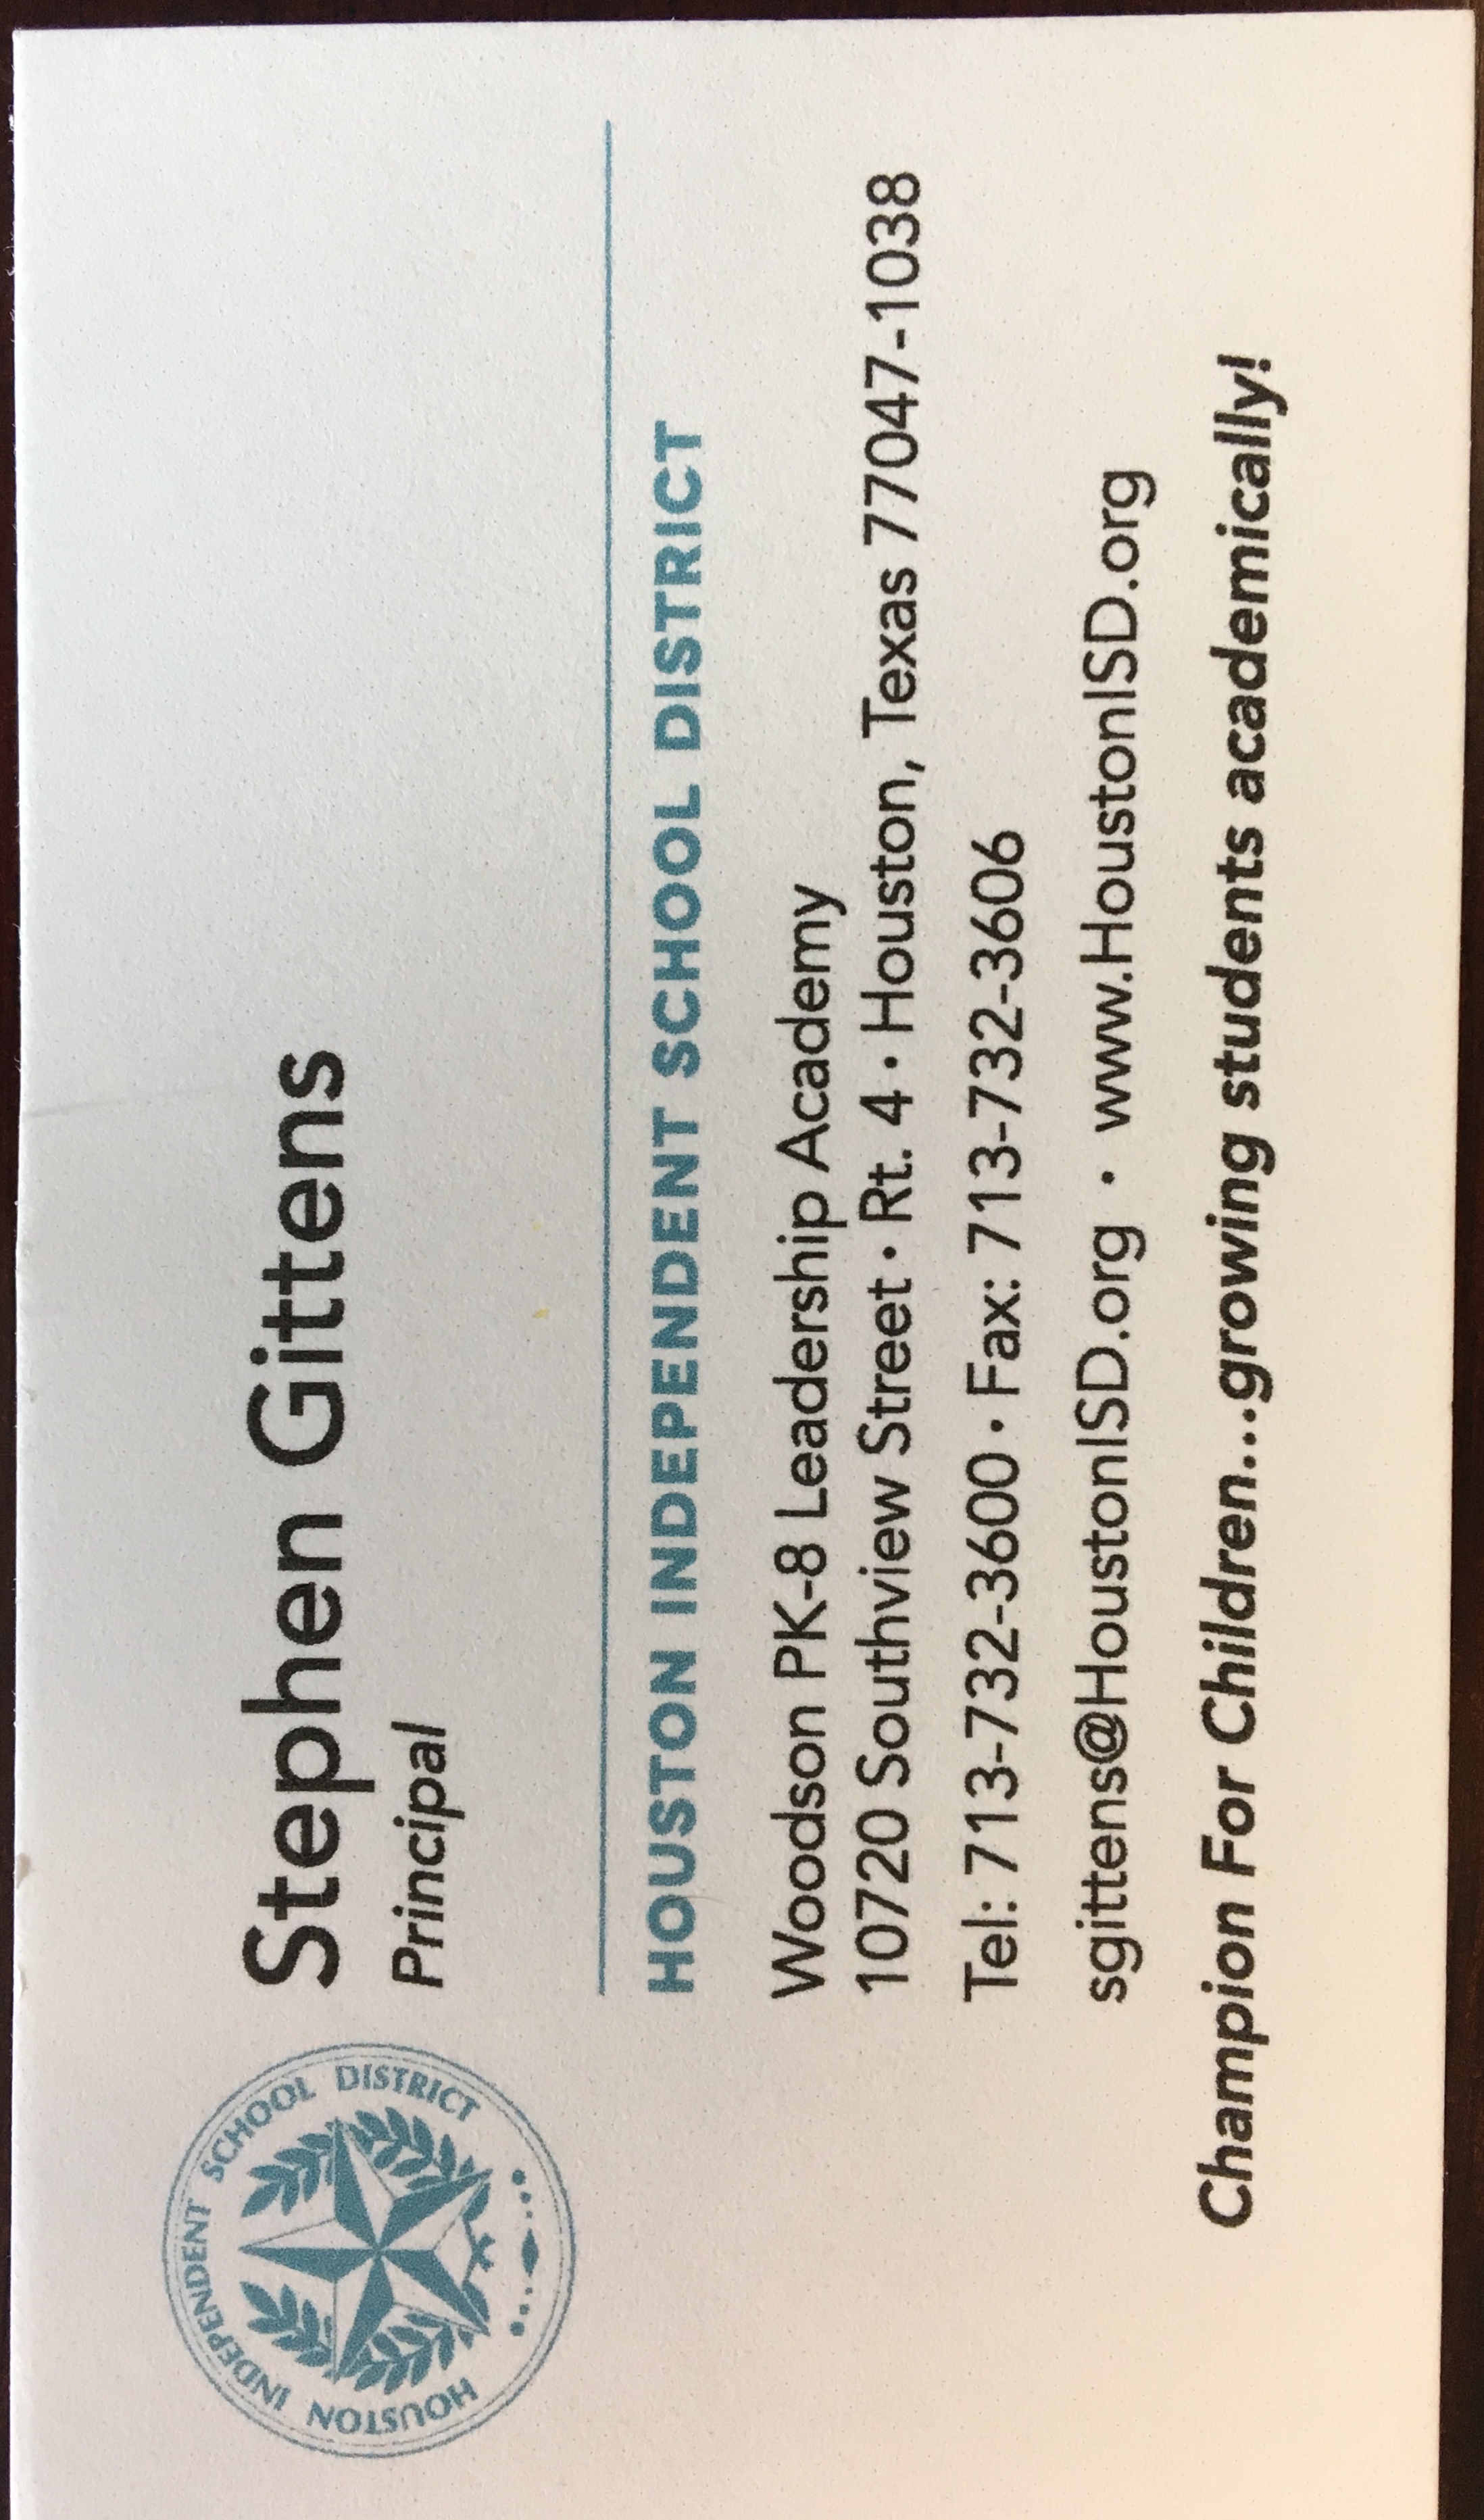 HOUSTON INDEPENDENT SCHOOL DISTRICT
Stephen Gittens
Principal
HOUSTON INDEPENDENT SCHOOL DISTRICT
Woodson PK-8 Leadership Academy
10720 Southview Street • Rt. 4 • Houston, Texas 77047-1038
Tel: 713-732-3600 • Fax: 713-732-3606
sgittens@HoustonISD.org • www.HoustonISD.org
Champion For Children...growing students academically!